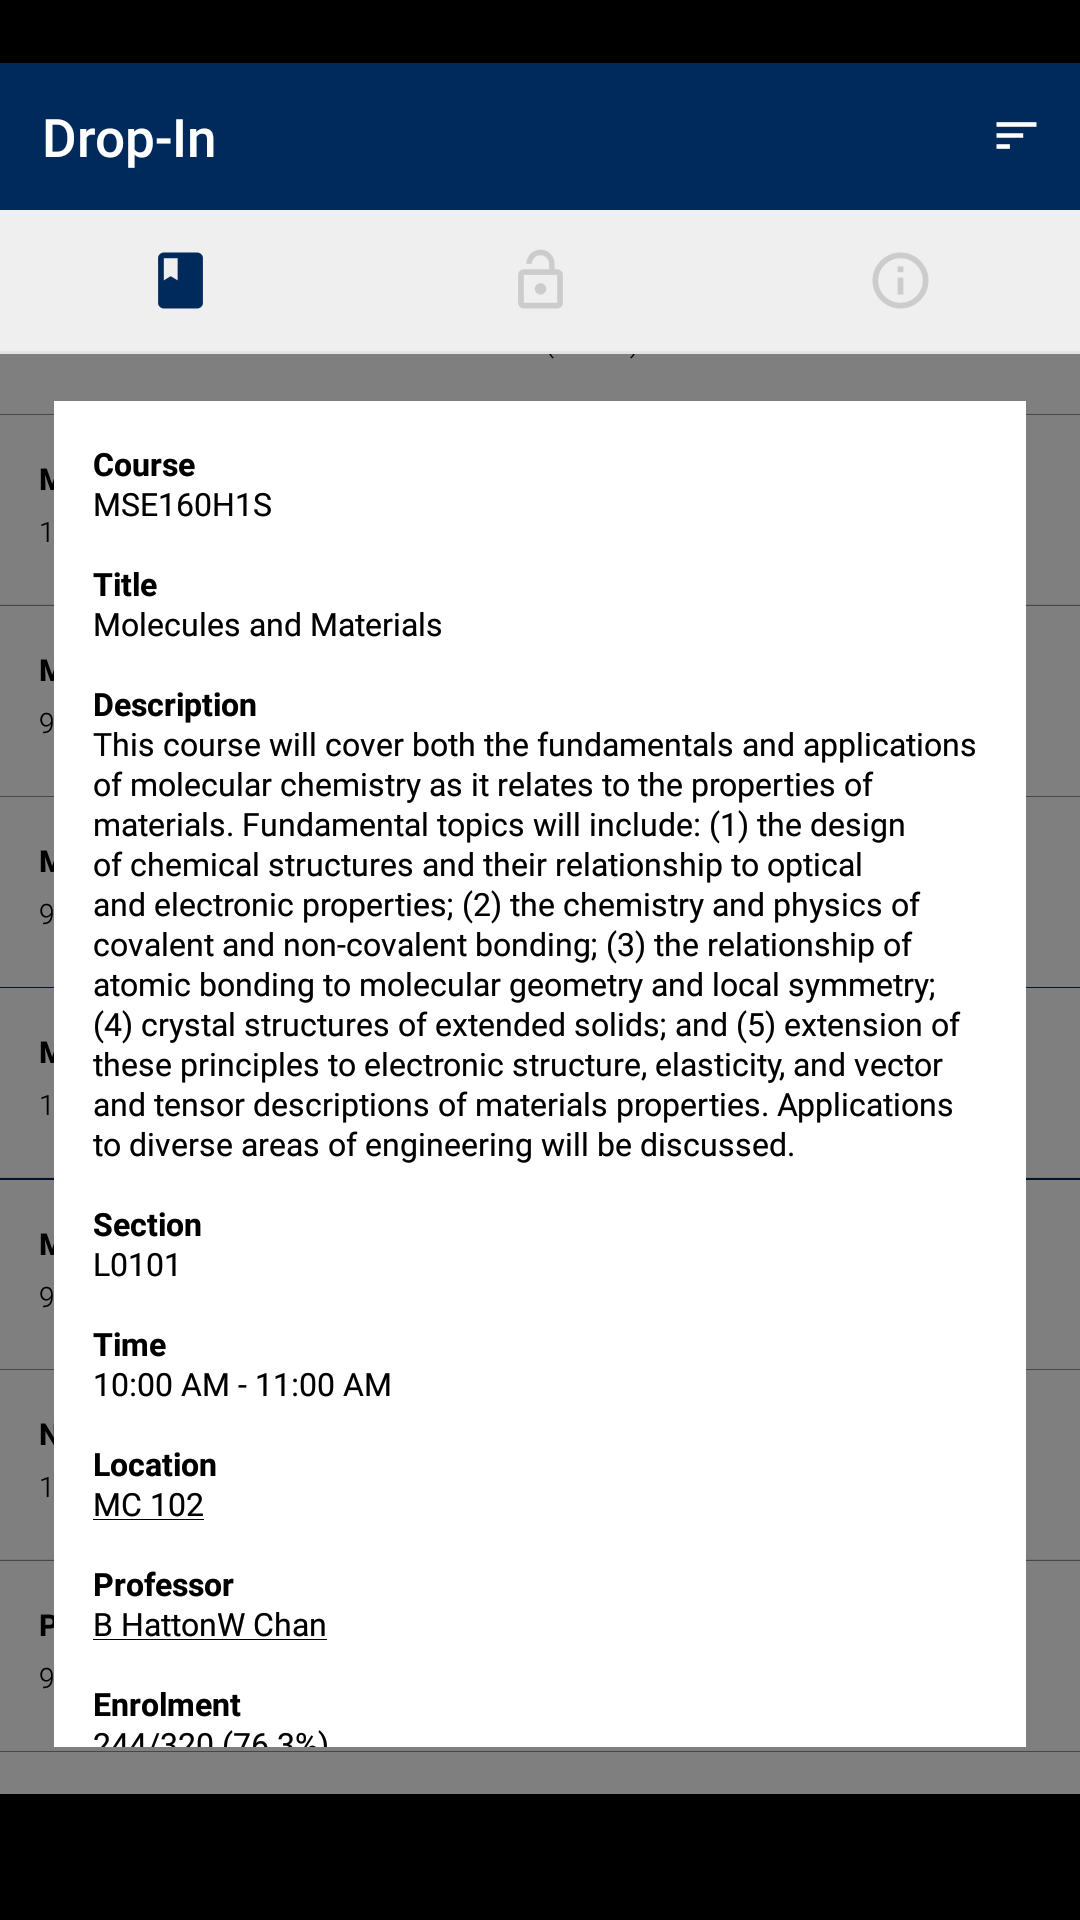 Drop-In
Course
MSE160H1S
Title
Molecules and Materials
Description
This course will cover both the fundamentals and applications
of molecular chemistry as it relates to the properties of
materials. Fundamental topics will include: (1) the design
of chemical structures and their relationship to optical
and electronic properties; (2) the chemistry and physics of
covalent and non-covalent bonding; (3) the relationship of
atomic bonding to molecular geometry and local symmetry;
(4) crystal structures of extended solids; and (5) extension of
these principles to electronic structure, elasticity, and vector
and tensor descriptions of materials properties. Applications
to diverse areas of engineering will be discussed.
Section
L0101
Time
10:00 AM - 11:00 AM
Location
MC 102
Professor
B HattonW Chan
Enrolment
244/320 (76.3%)